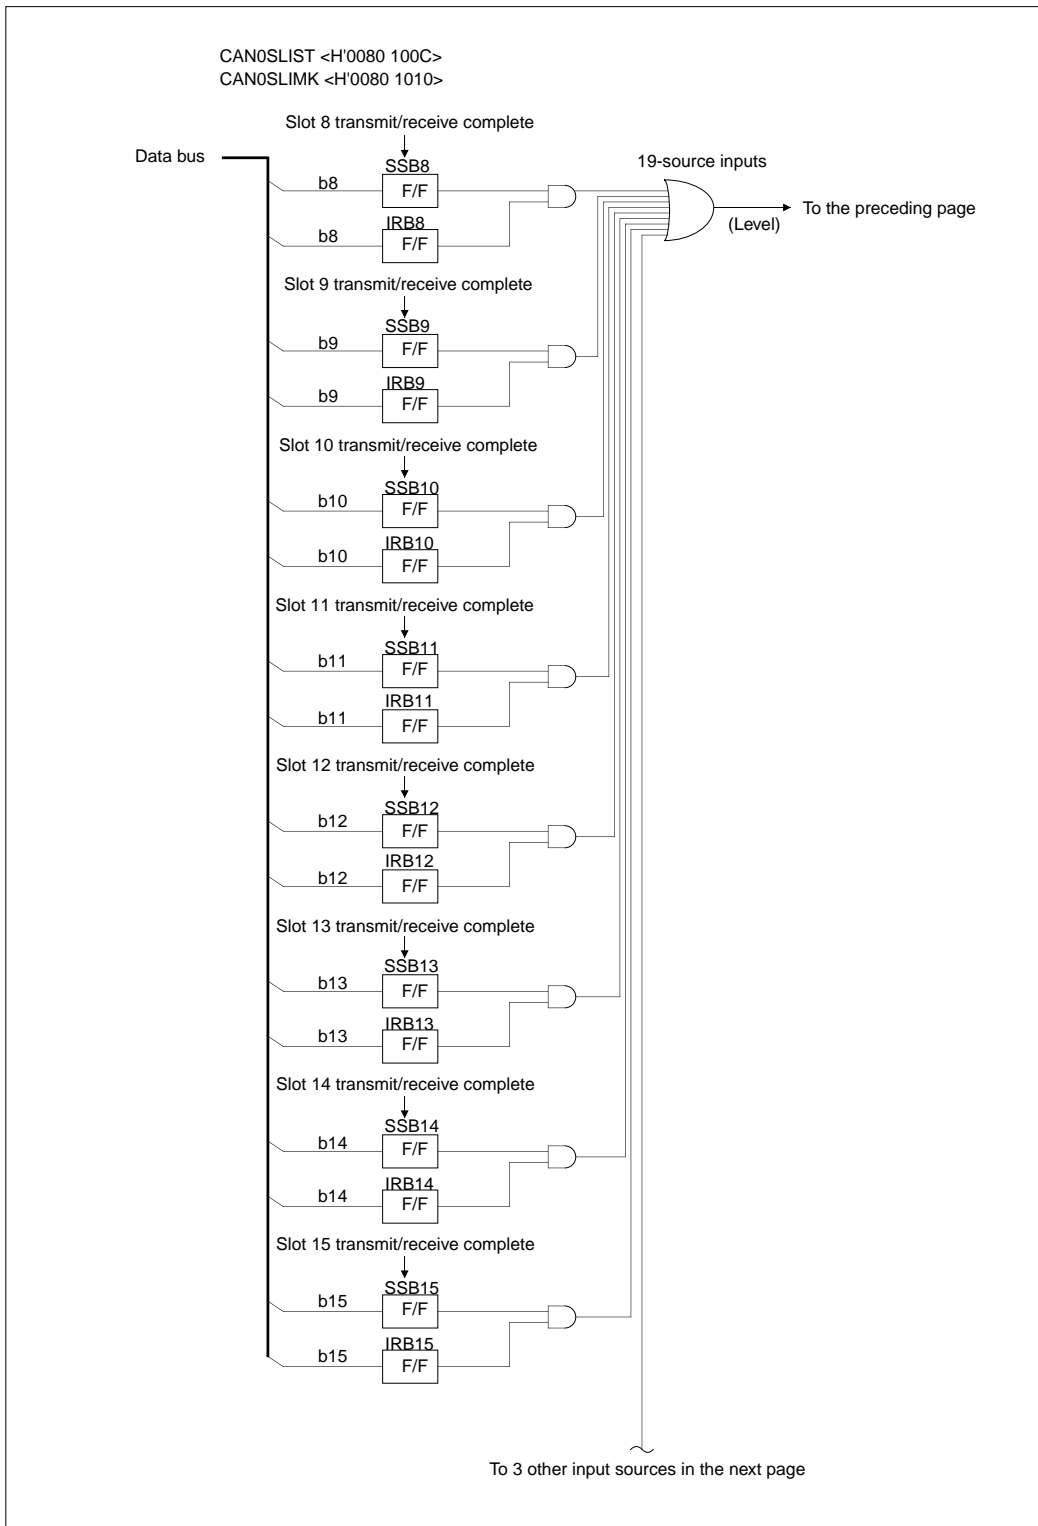 CAN0SLIST <H'0080 100C>
CAN0SLIMK <H'0080 1010>
Slot 8 transmit/receive complete
Data bus
19-source inputs
SSB8
b8
F/F
To the preceding page
(Level)
IRB8
b8
F/F
Slot 9 transmit/receive complete
SSB9
b9
F/F
IRB9
b9
F/F
Slot 10 transmit/receive complete
SSB10
b10
F/F
IRB10
b10
F/F
Slot 11 transmit/receive complete
SSB11
b11
F/F
IRB11
b11
F/F
Slot 12 transmit/receive complete
SSB12
b12
F/F
IRB12
b12
F/F
Slot 13 transmit/receive complete
SSB13
b13
F/F
IRB13
b13
F/F
Slot 14 transmit/receive complete
SSB14
b14
F/F
IRB14
b14
F/F
Slot 15 transmit/receive complete
SSB15
b15
F/F
IRB15
b15
F/F
To 3 other input sources in the next page